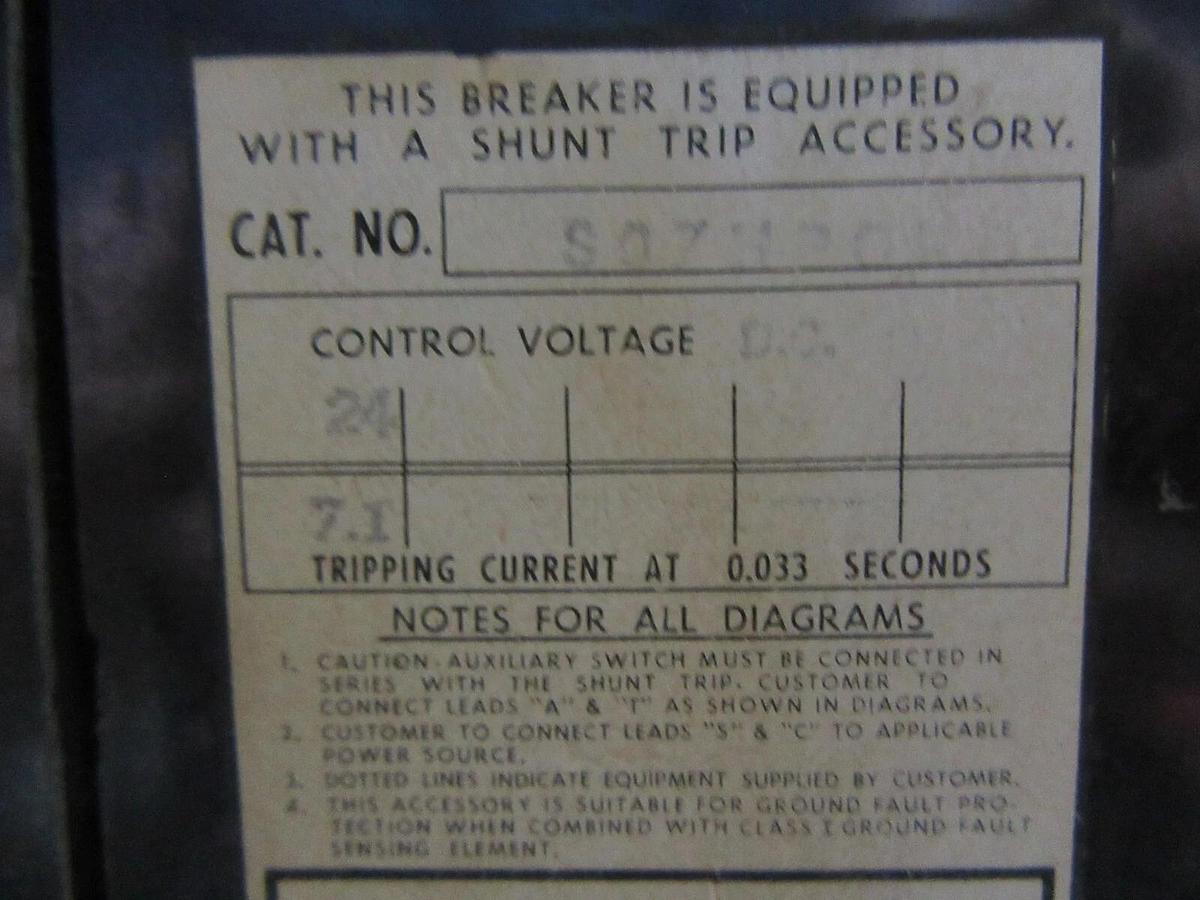 THIS BREAKER IS EQUIPPED
WITH A SHUNT TRIP ACCESSORY.
CAT. NO.
CONTROL VOLTAGE D.C.
24
7.1
TRIPPING CURRENT AT 0.033 SECONDS
NOTES FOR ALL DIAGRAMS
1. CAUTION-AUXILIARY SWITCH MUST BE CONNECTED IN
SERIES WITH THE SHUNT TRIP. CUSTOMER TO
CONNECT LEADS "A" & "T" AS SHOWN IN DIAGRAMS.
2. CUSTOMER TO CONNECT LEADS "S" & "C" TO APPLICABLE
POWER SOURCE.
3. DOTTED LINES INDICATE EQUIPMENT SUPPLIED BY CUSTOMER.
4. THIS ACCESSORY IS SUITABLE FOR GROUND FAULT PRO-
TECTION WHEN COMBINED WITH CLASS I GROUND FAULT
SENSING ELEMENT.